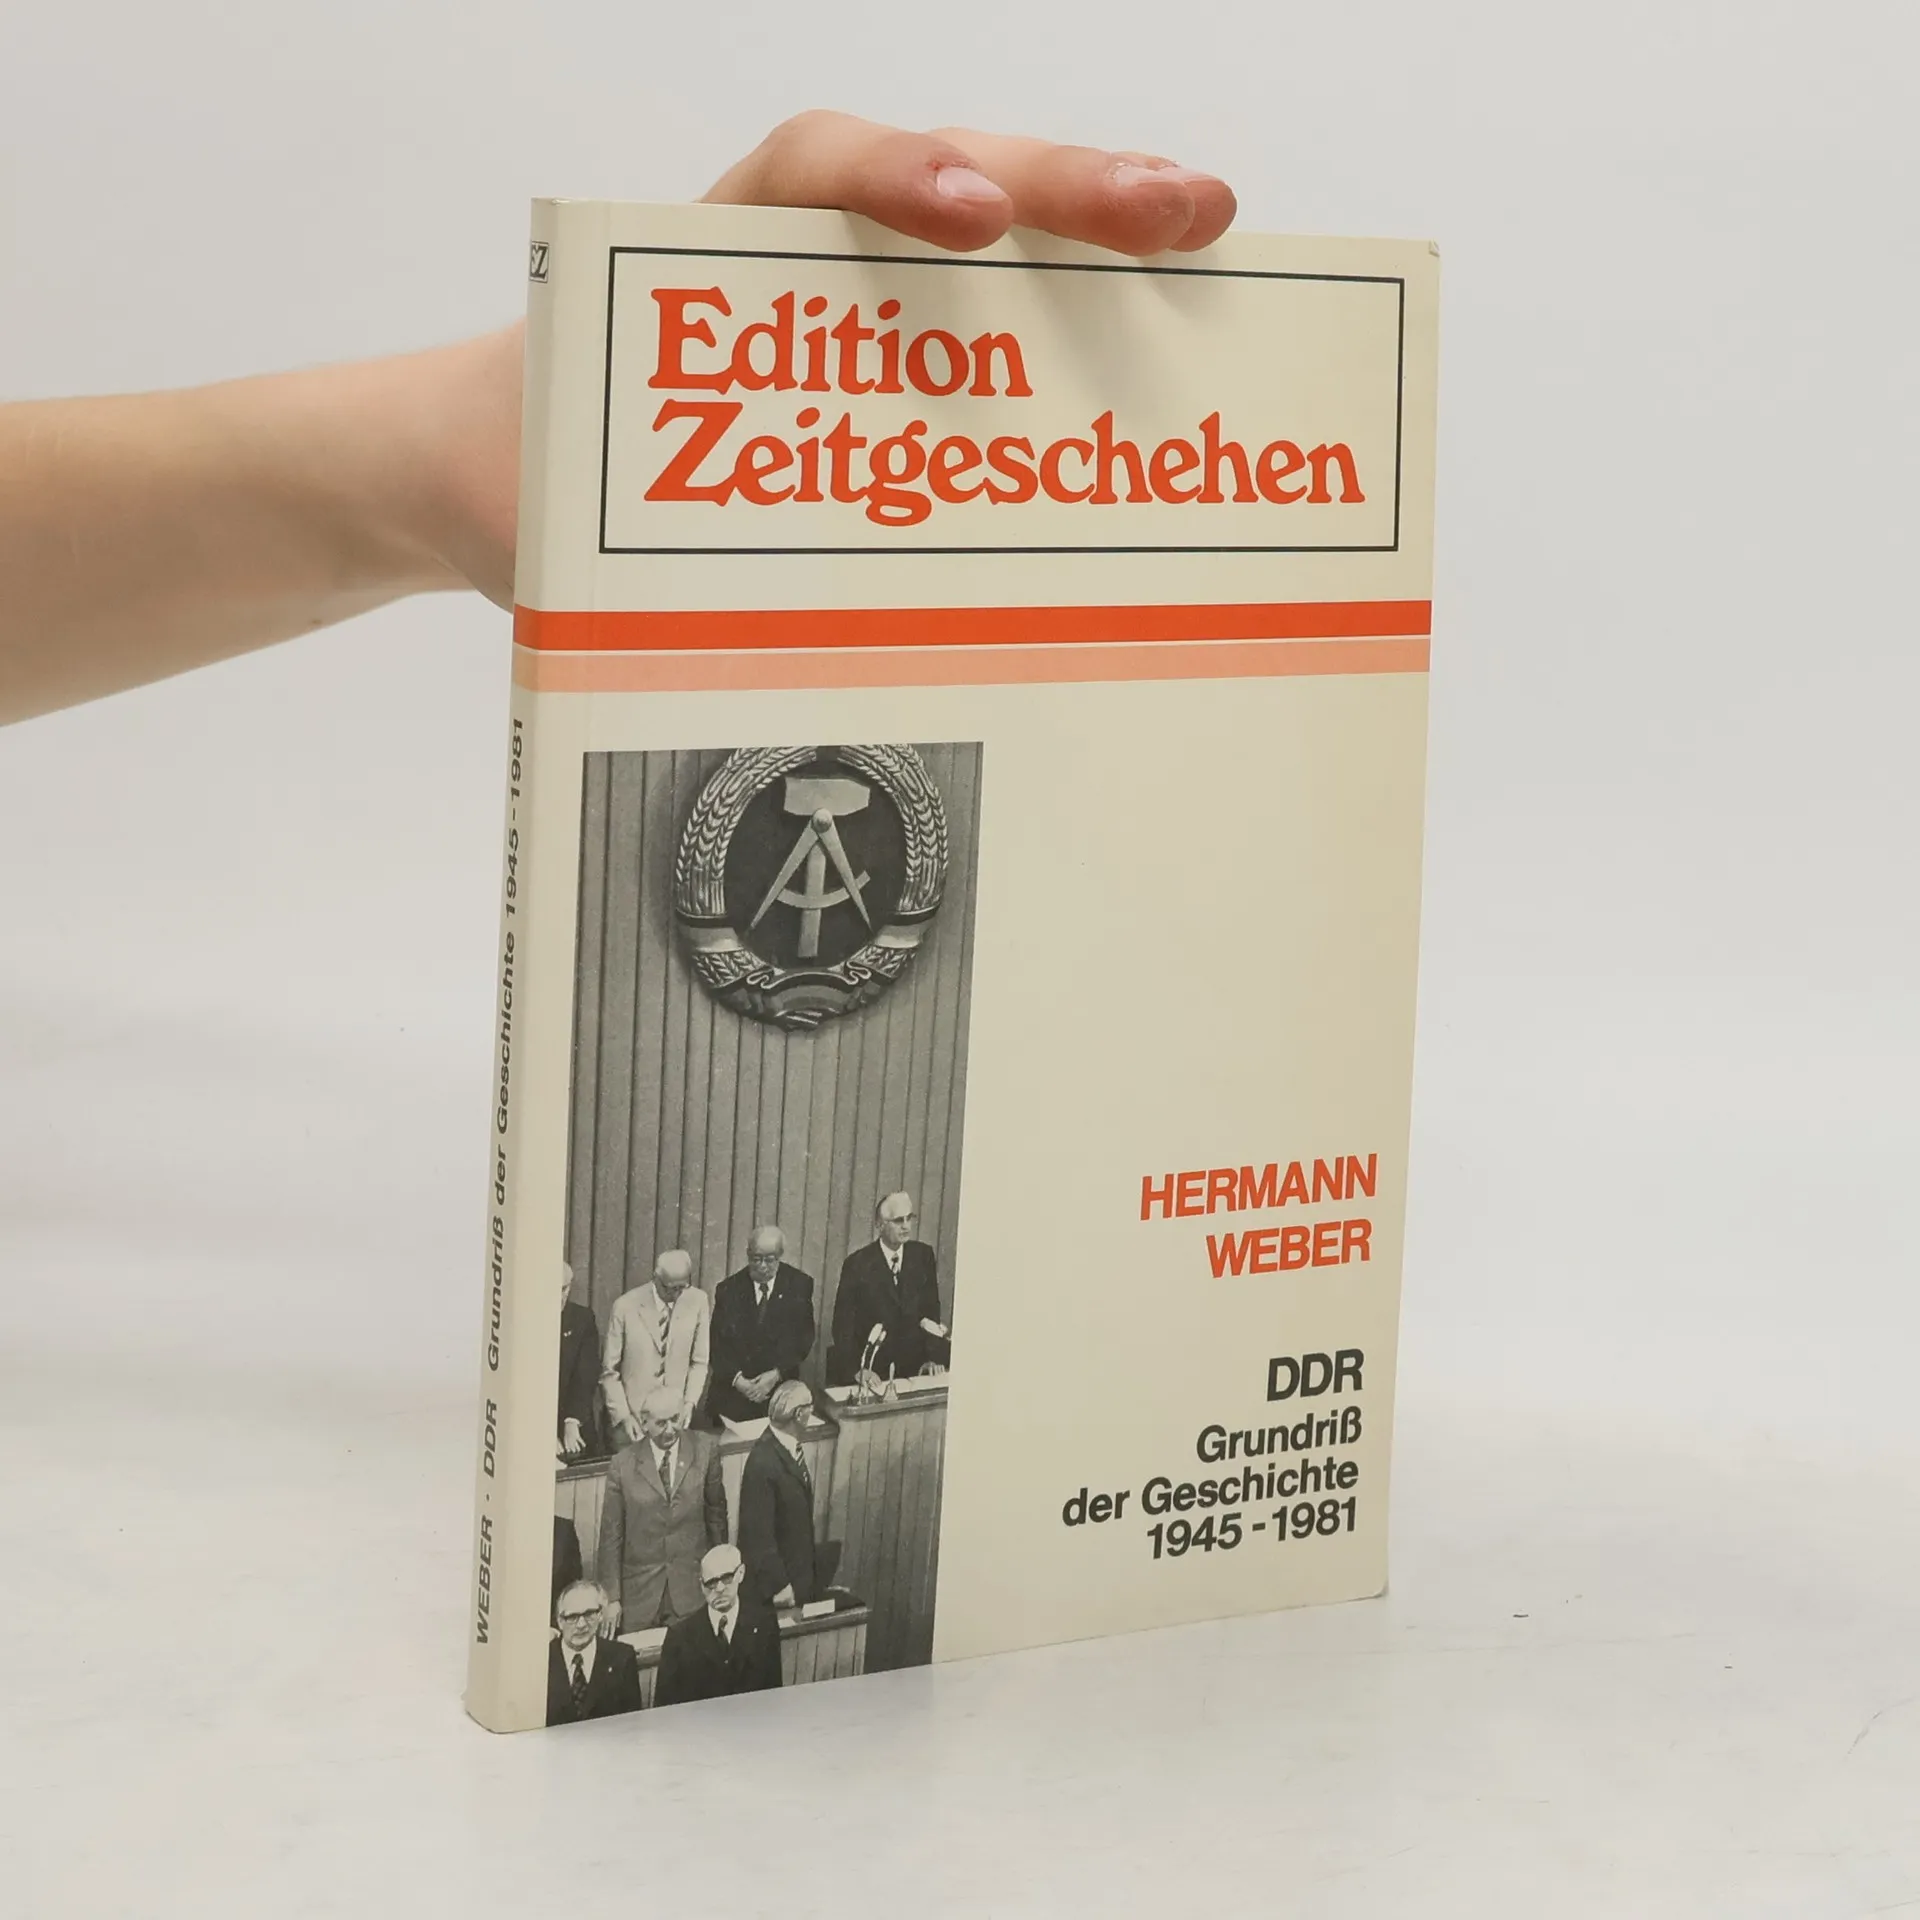 Edition
Zeitgeschehen
HERMANN
WEBER
DDR
Grundriß
der Geschichte
1945-1981
WEBER · DDR Grundriß der Geschichte 1945-1981